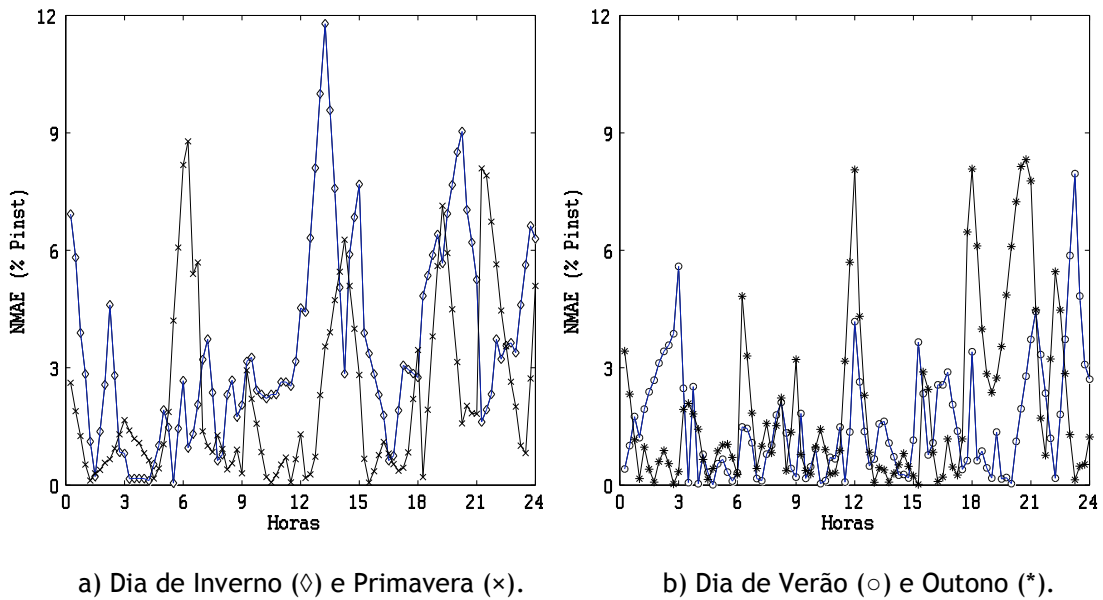 12
9
6
3
0
NMAE (% Pinst)
0 3 6 9 12 15 18 21 24
Horas
12
9
6
3
0
NMAE (% Pinst)
0 3 6 9 12 15 18 21 24
Horas
a) Dia de Inverno (◊) e Primavera (×).
b) Dia de Verão (○) e Outono (*).